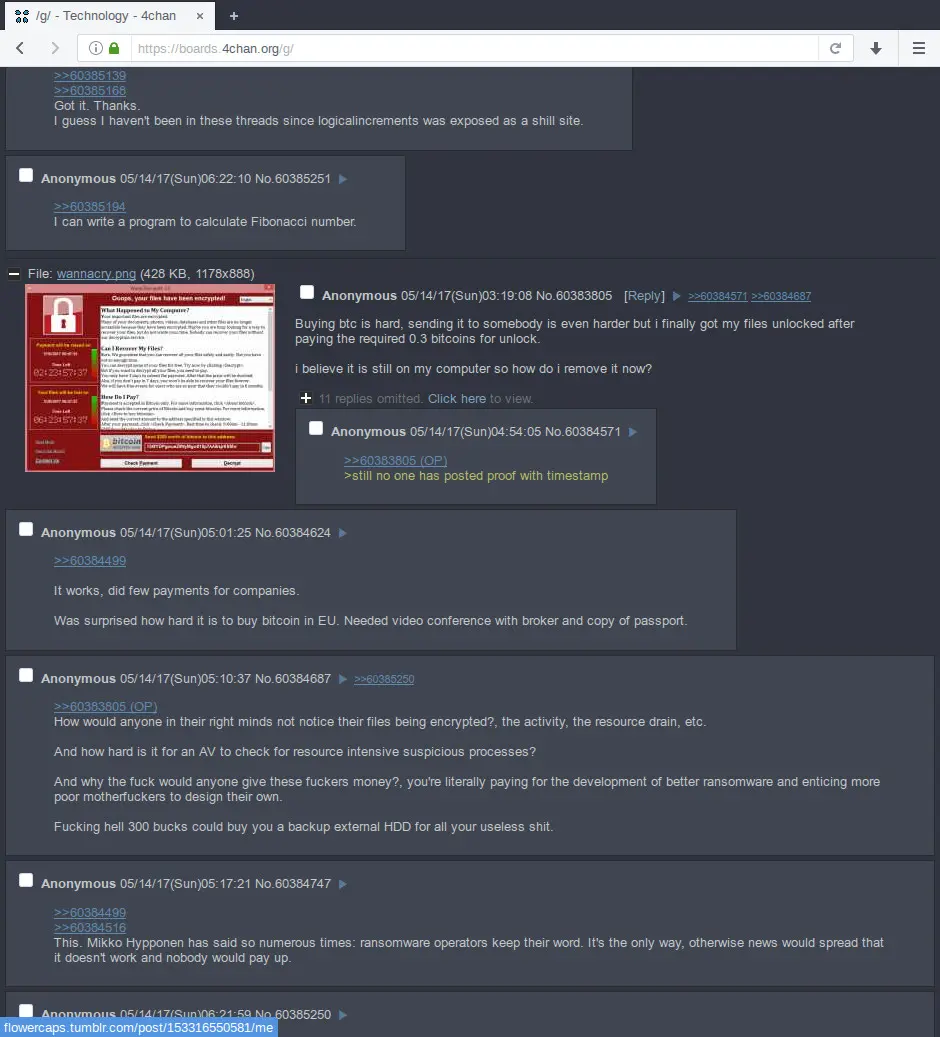 /g/ - Technology - 4chan
https://boards.4chan.org/g/
>>60385139
>>60385168
Got it. Thanks.
I guess I haven't been in these threads since logicalincrements was exposed as a shill site.
Anonymous 05/14/17(Sun)06:22:10 No.60385251
>>60385194
I can write a program to calculate Fibonacci number.
File: wannacry.png (428 KB, 1178x888)
Ooops, your files have been encrypted!
What Happened to My Computer?
Your important files are encrypted.
Payment will be raised on
Time Left
02:23:57:37
Can I Recover My Files?
Your files will be lost on
Time Left
06:23:57:37
How Do I Pay?
bitcoin
ACCEPTED HERE
Send $300 worth of bitcoin to this address:
Contact Us
Check Payment
Decrypt
Anonymous 05/14/17(Sun)03:19:08 No.60383805 [Reply] >>60384571 >>60384687
Buying btc is hard, sending it to somebody is even harder but i finally got my files unlocked after
paying the required 0.3 bitcoins for unlock.
i believe it is still on my computer so how do i remove it now?
11 replies omitted. Click here to view.
Anonymous 05/14/17(Sun)04:54:05 No.60384571
>>60383805 (OP)
>still no one has posted proof with timestamp
Anonymous 05/14/17(Sun)05:01:25 No.60384624
>>60384499
It works, did few payments for companies.
Was surprised how hard it is to buy bitcoin in EU. Needed video conference with broker and copy of passport.
Anonymous 05/14/17(Sun)05:10:37 No.60384687 >>60385250
>>60383805 (OP)
How would anyone in their right minds not notice their files being encrypted?, the activity, the resource drain, etc.
And how hard is it for an AV to check for resource intensive suspicious processes?
And why the fuck would anyone give these fuckers money?, you're literally paying for the development of better ransomware and enticing more
poor motherfuckers to design their own.
Fucking hell 300 bucks could buy you a backup external HDD for all your useless shit.
Anonymous 05/14/17(Sun)05:17:21 No.60384747
>>60384499
>>60384516
This. Mikko Hypponen has said so numerous times: ransomware operators keep their word. It's the only way, otherwise news would spread that
it doesn't work and nobody would pay up.
Anonymous 05/14/17(Sun)06:21:59 No.60385250
flowercaps.tumblr.com/post/153316550581/me